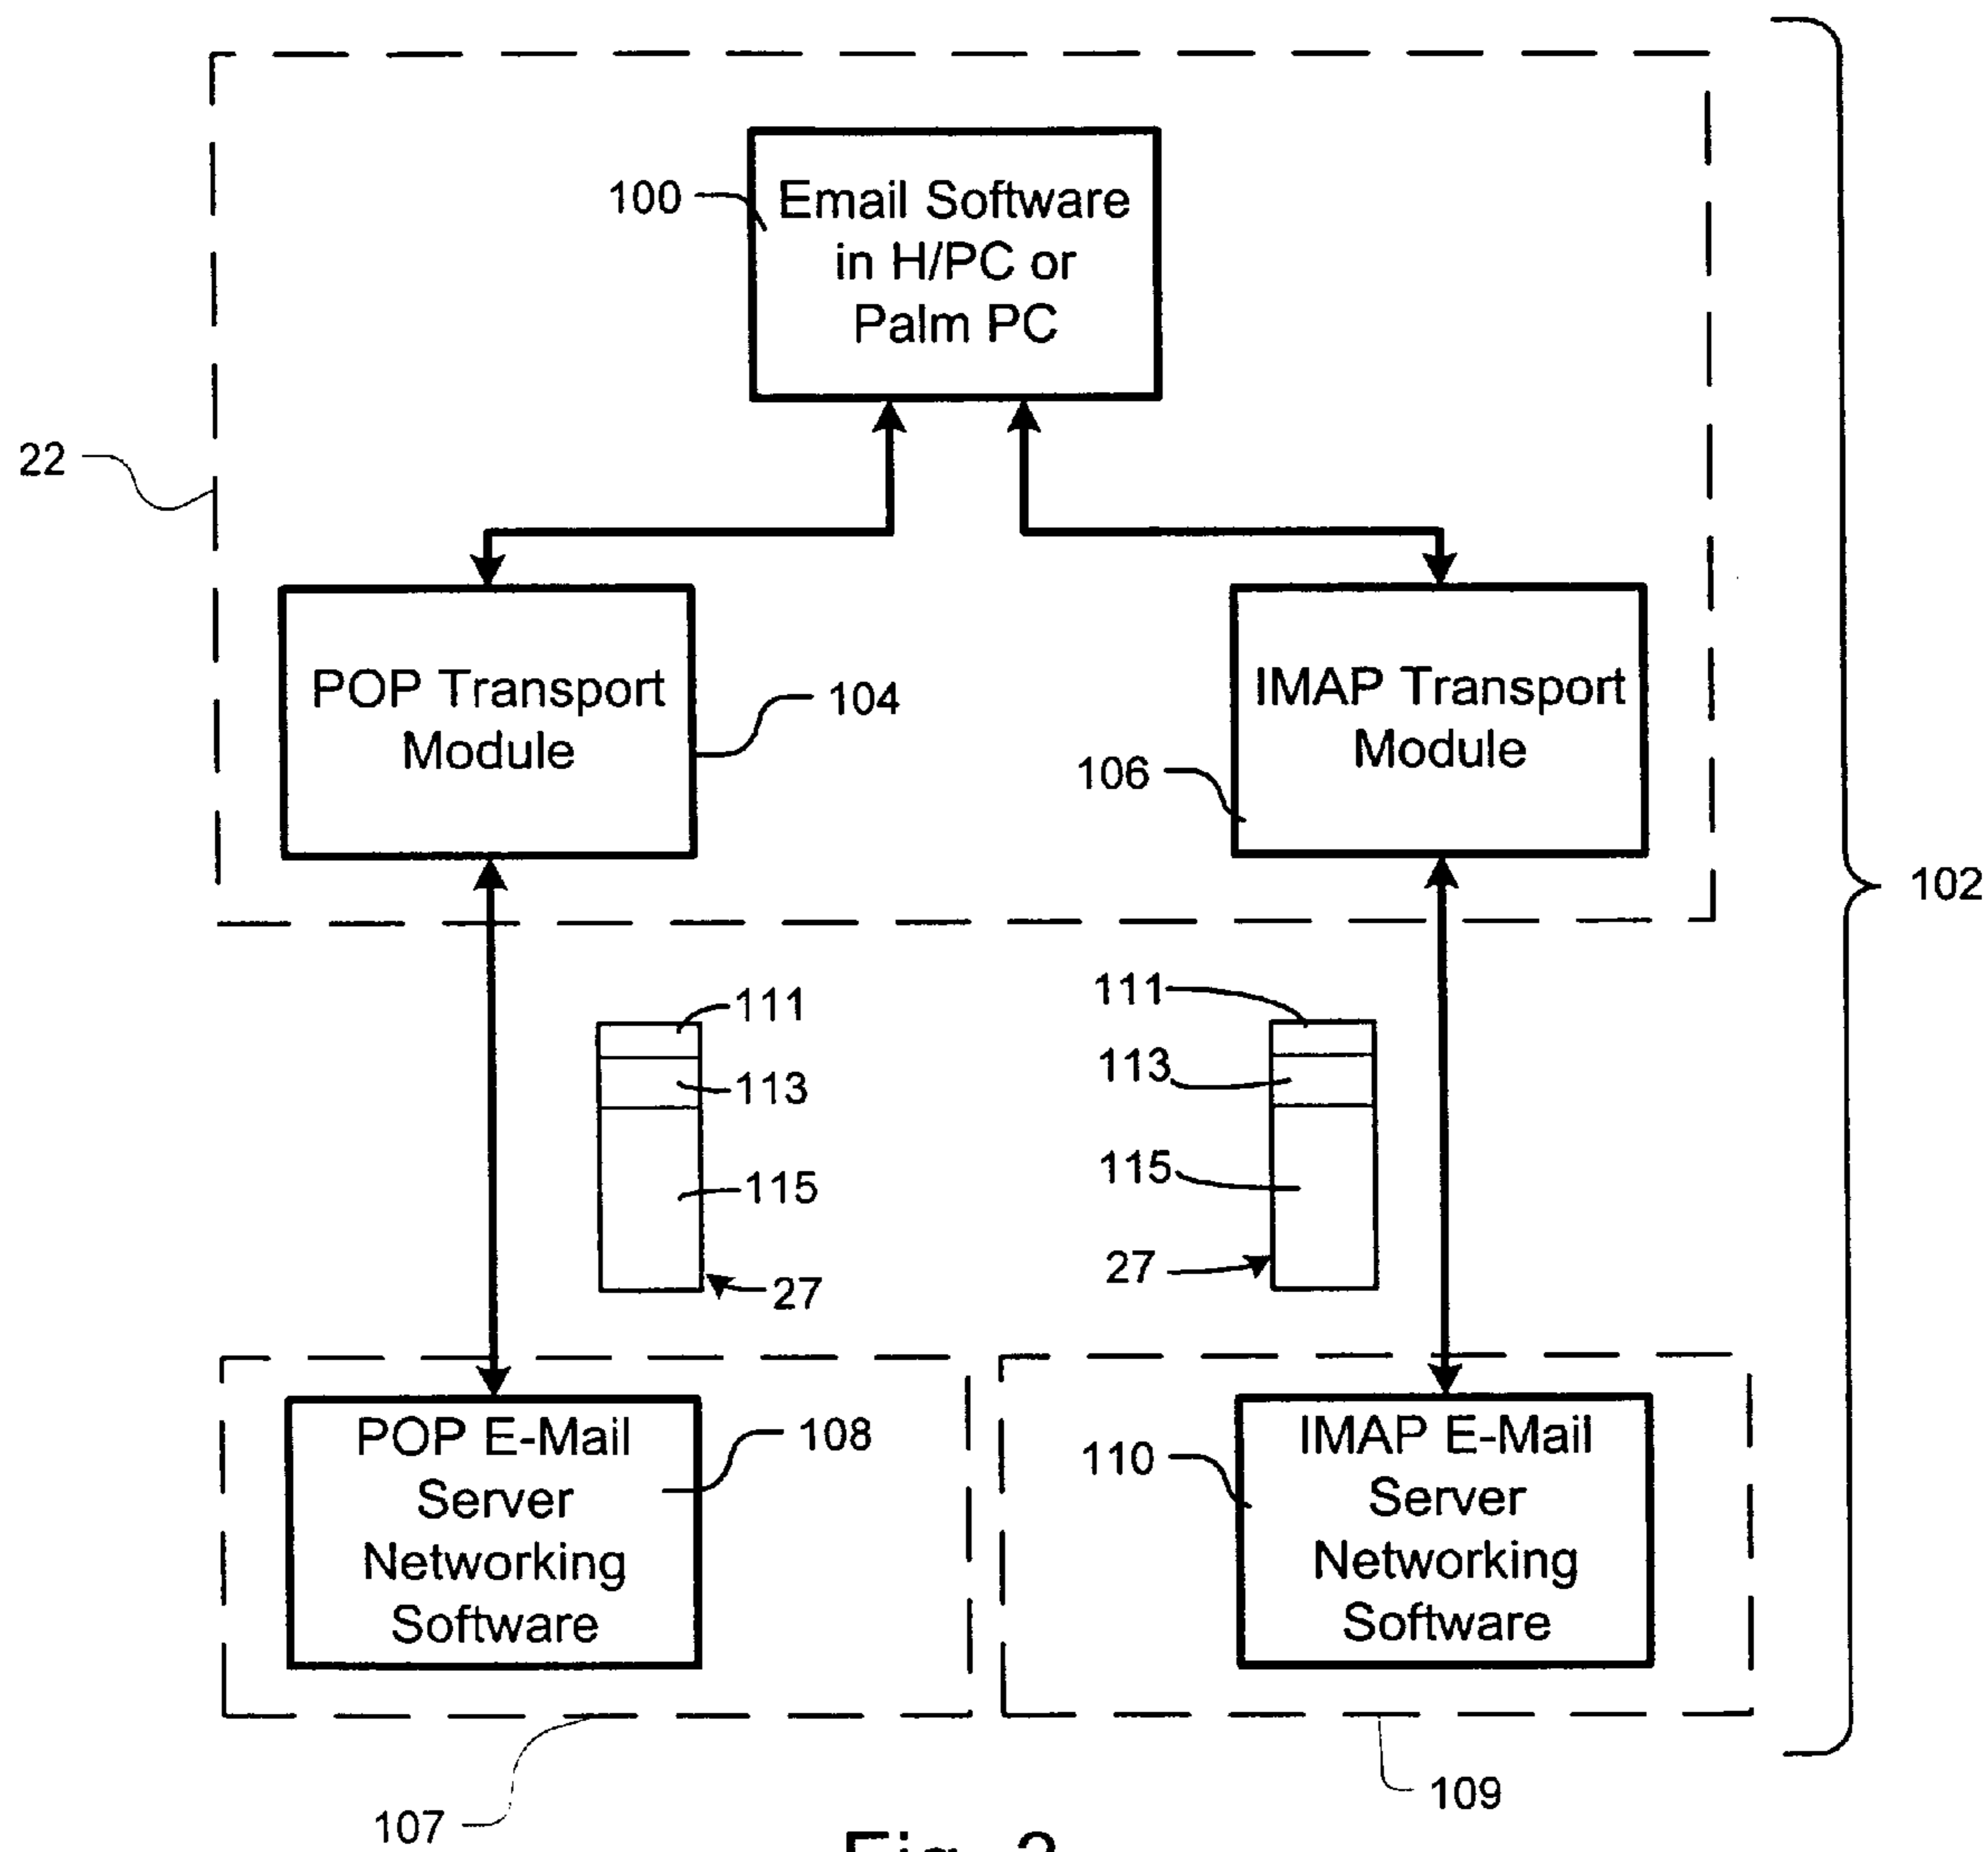 100
Email Software
in H/PC or
Palm PC
22
POP Transport
Module
104
IMAP Transport
Module
106
102
111
113
115
27
111
113
115
27
POP E-Mail
Server
Networking
Software
108
110
IMAP E-Mail
Server
Networking
Software
107
109